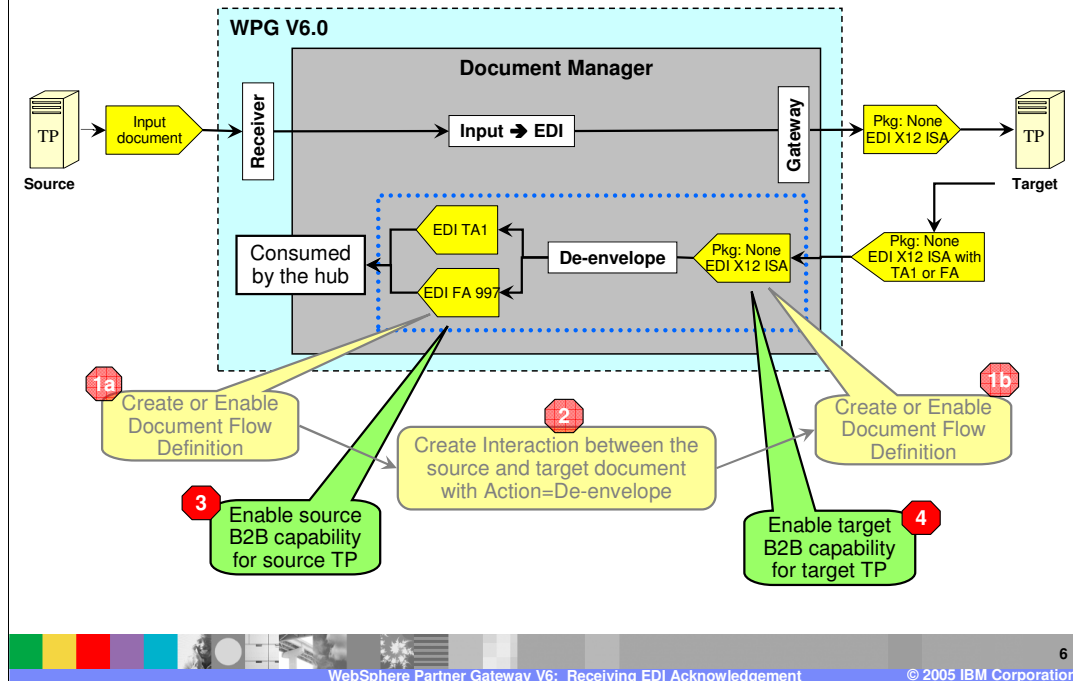 WPG V6.0
Document Manager
TP
Source
Input
document
Receiver
Input ➔ EDI
Gateway
Pkg: None
EDI X12 ISA
TP
Target
Consumed
by the hub
EDI TA1
EDI FA 997
De-envelope
Pkg: None
EDI X12 ISA
Pkg: None
EDI X12 ISA with
TA1 or FA
1a
Create or Enable
Document Flow
Definition
2
Create Interaction between the
source and target document
with Action=De-envelope
1b
Create or Enable
Document Flow
Definition
3
Enable source
B2B capability
for source TP
4
Enable target
B2B capability
for target TP
6
WebSphere Partner Gateway V6: Receiving EDI Acknowledgement
© 2005 IBM Corporation